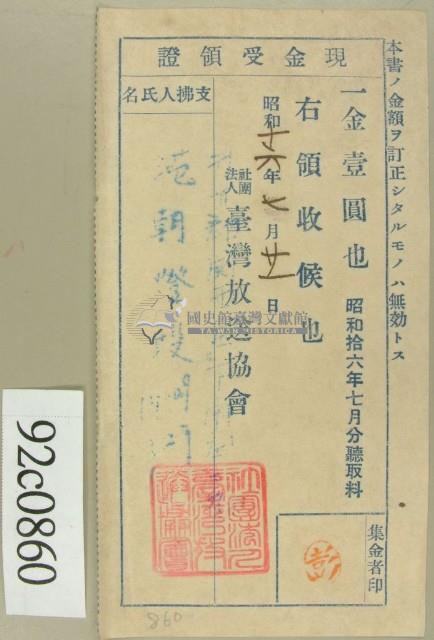 本書ノ金額ヲ訂正シタルモノハ無効トス
現金受領證
一金壹圓也
昭和拾六年七月分聽取料
右領收候也
昭和十六年七月廿一日
社團法人
臺灣放送協會
支拂人氏名
集金者印
彭
國史館臺灣文獻館
TAIWAN HISTORICA
92c0860
860